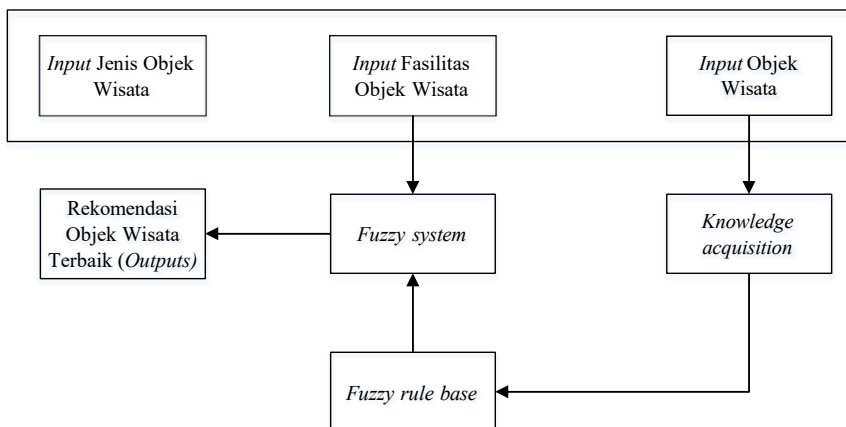 Input Jenis Objek
Wisata
Input Fasilitas
Objek Wisata
Input Objek
Wisata
Rekomendasi
Objek Wisata
Terbaik (Outputs)
Fuzzy system
Knowledge
acquisition
Fuzzy rule base